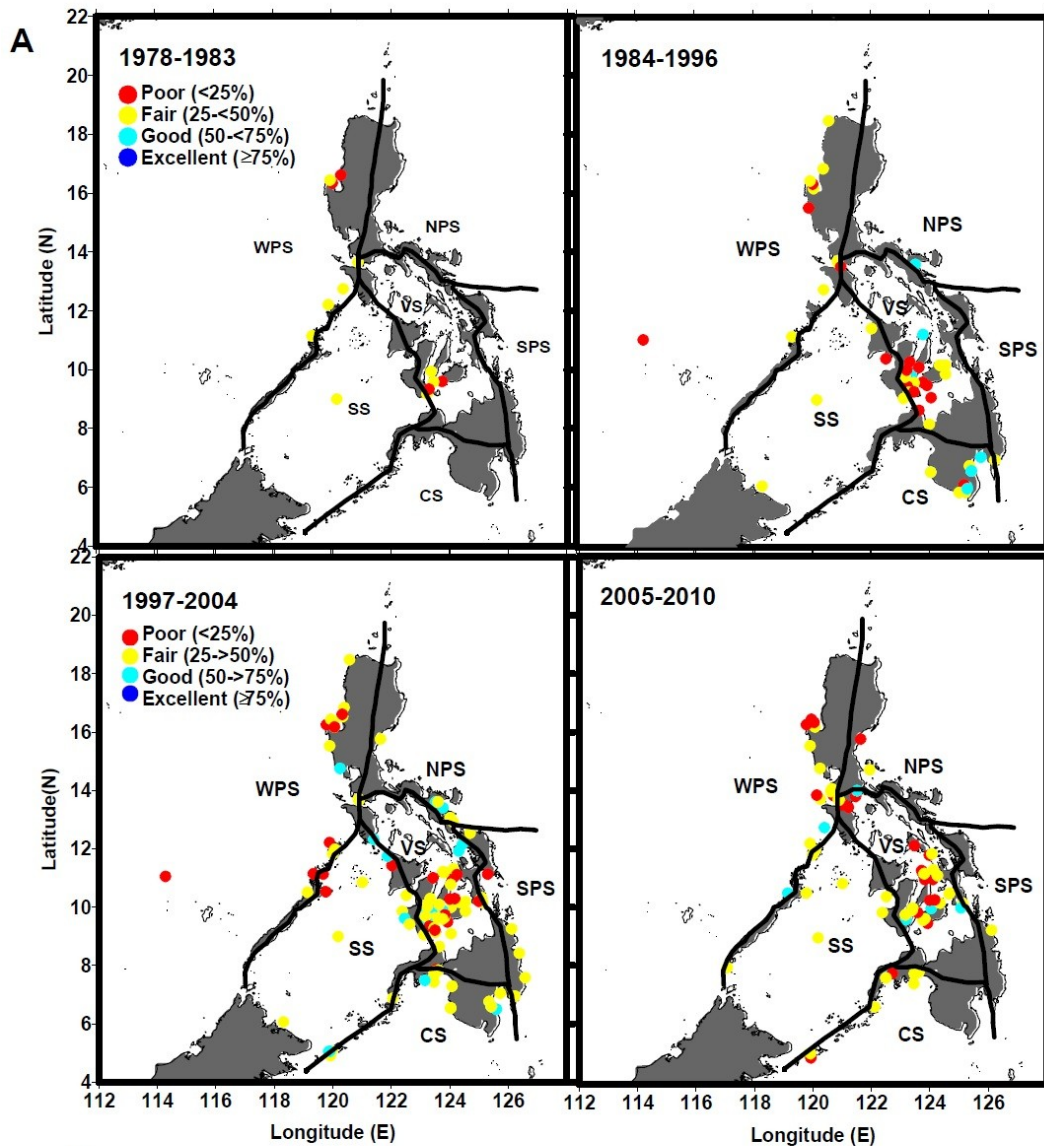 A
1978-1983
Poor (<25%)
Fair (25-<50%)
Good (50-<75%)
Excellent (≥75%)
WPS
NPS
VS
SPS
SS
CS
22
20
18
16
14
12
10
8
6
4
Latitude (N)
1984-1996
WPS
NPS
VS
SPS
SS
CS
1997-2004
Poor (<25%)
Fair (25->50%)
Good (50->75%)
Excellent (≥75%)
WPS
NPS
VS
SPS
SS
CS
22
20
18
16
14
12
10
8
6
4
Latitude(N)
112 114 116 118 120 122 124 126
Longitude (E)
2005-2010
WPS
NPS
VS
SPS
SS
CS
112 114 116 118 120 122 124 126
Longitude (E)